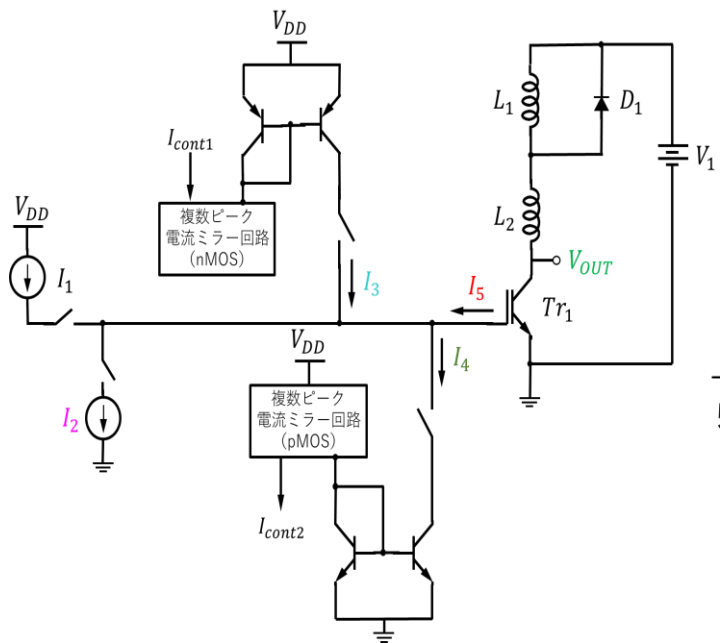 V_DD
I_cont1
複数ピーク
電流ミラー回路
(nMOS)
V_DD
I_1
I_2
I_3
I_5
I_4
V_DD
複数ピーク
電流ミラー回路
(pMOS)
I_cont2
L_1
D_1
V_1
L_2
V_OUT
Tr_1